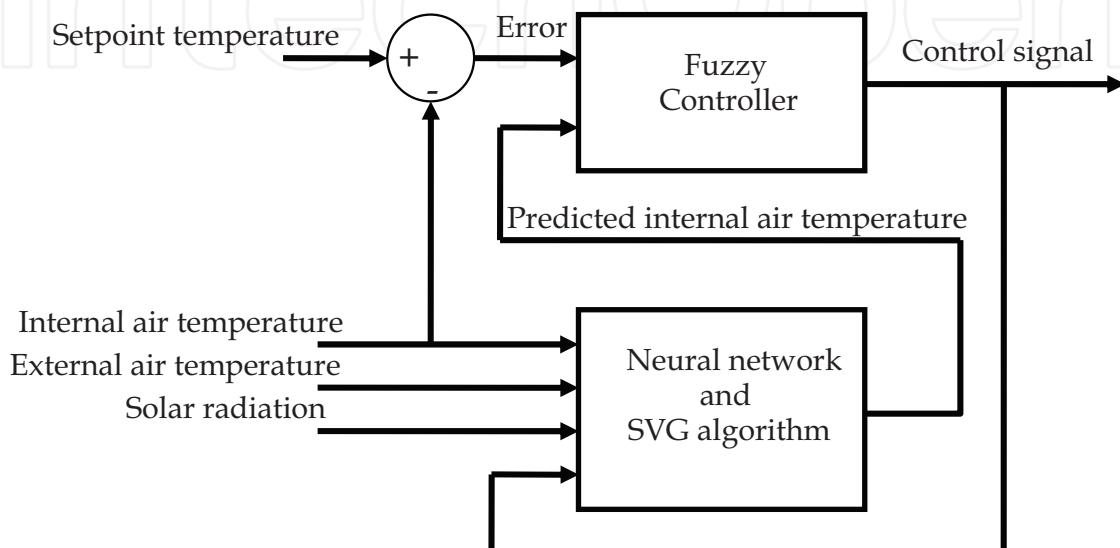 IntechOpen
Setpoint temperature
+
-
Error
Fuzzy
Controller
Control signal
Predicted internal air temperature
Internal air temperature
External air temperature
Solar radiation
Neural network
and
SVG algorithm